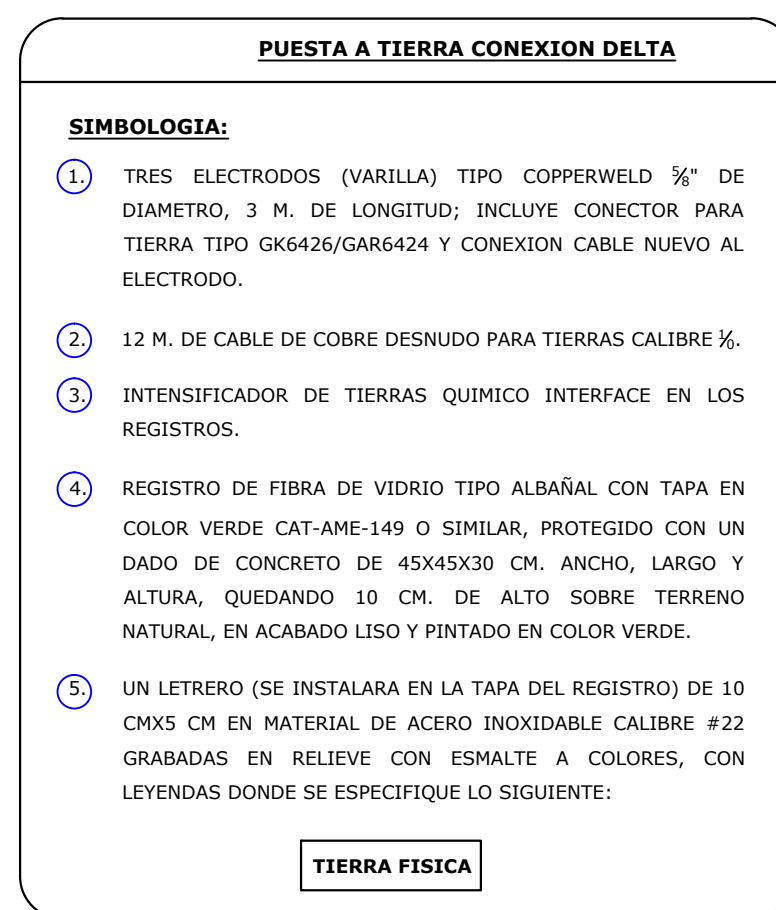 PUESTA A TIERRA CONEXION DELTA
SIMBOLOGIA:
1. TRES ELECTRODOS (VARILLA) TIPO COPPERWELD ⅝" DE
DIAMETRO, 3 M. DE LONGITUD; INCLUYE CONECTOR PARA
TIERRA TIPO GK6426/GAR6424 Y CONEXION CABLE NUEVO AL
ELECTRODO.
2. 12 M. DE CABLE DE COBRE DESNUDO PARA TIERRAS CALIBRE 1/0.
3. INTENSIFICADOR DE TIERRAS QUIMICO INTERFACE EN LOS
REGISTROS.
4. REGISTRO DE FIBRA DE VIDRIO TIPO ALBAÑAL CON TAPA EN
COLOR VERDE CAT-AME-149 O SIMILAR, PROTEGIDO CON UN
DADO DE CONCRETO DE 45X45X30 CM. ANCHO, LARGO Y
ALTURA, QUEDANDO 10 CM. DE ALTO SOBRE TERRENO
NATURAL, EN ACABADO LISO Y PINTADO EN COLOR VERDE.
5. UN LETRERO (SE INSTALARA EN LA TAPA DEL REGISTRO) DE 10
CMX5 CM EN MATERIAL DE ACERO INOXIDABLE CALIBRE #22
GRABADAS EN RELIEVE CON ESMALTE A COLORES, CON
LEYENDAS DONDE SE ESPECIFIQUE LO SIGUIENTE:
TIERRA FISICA